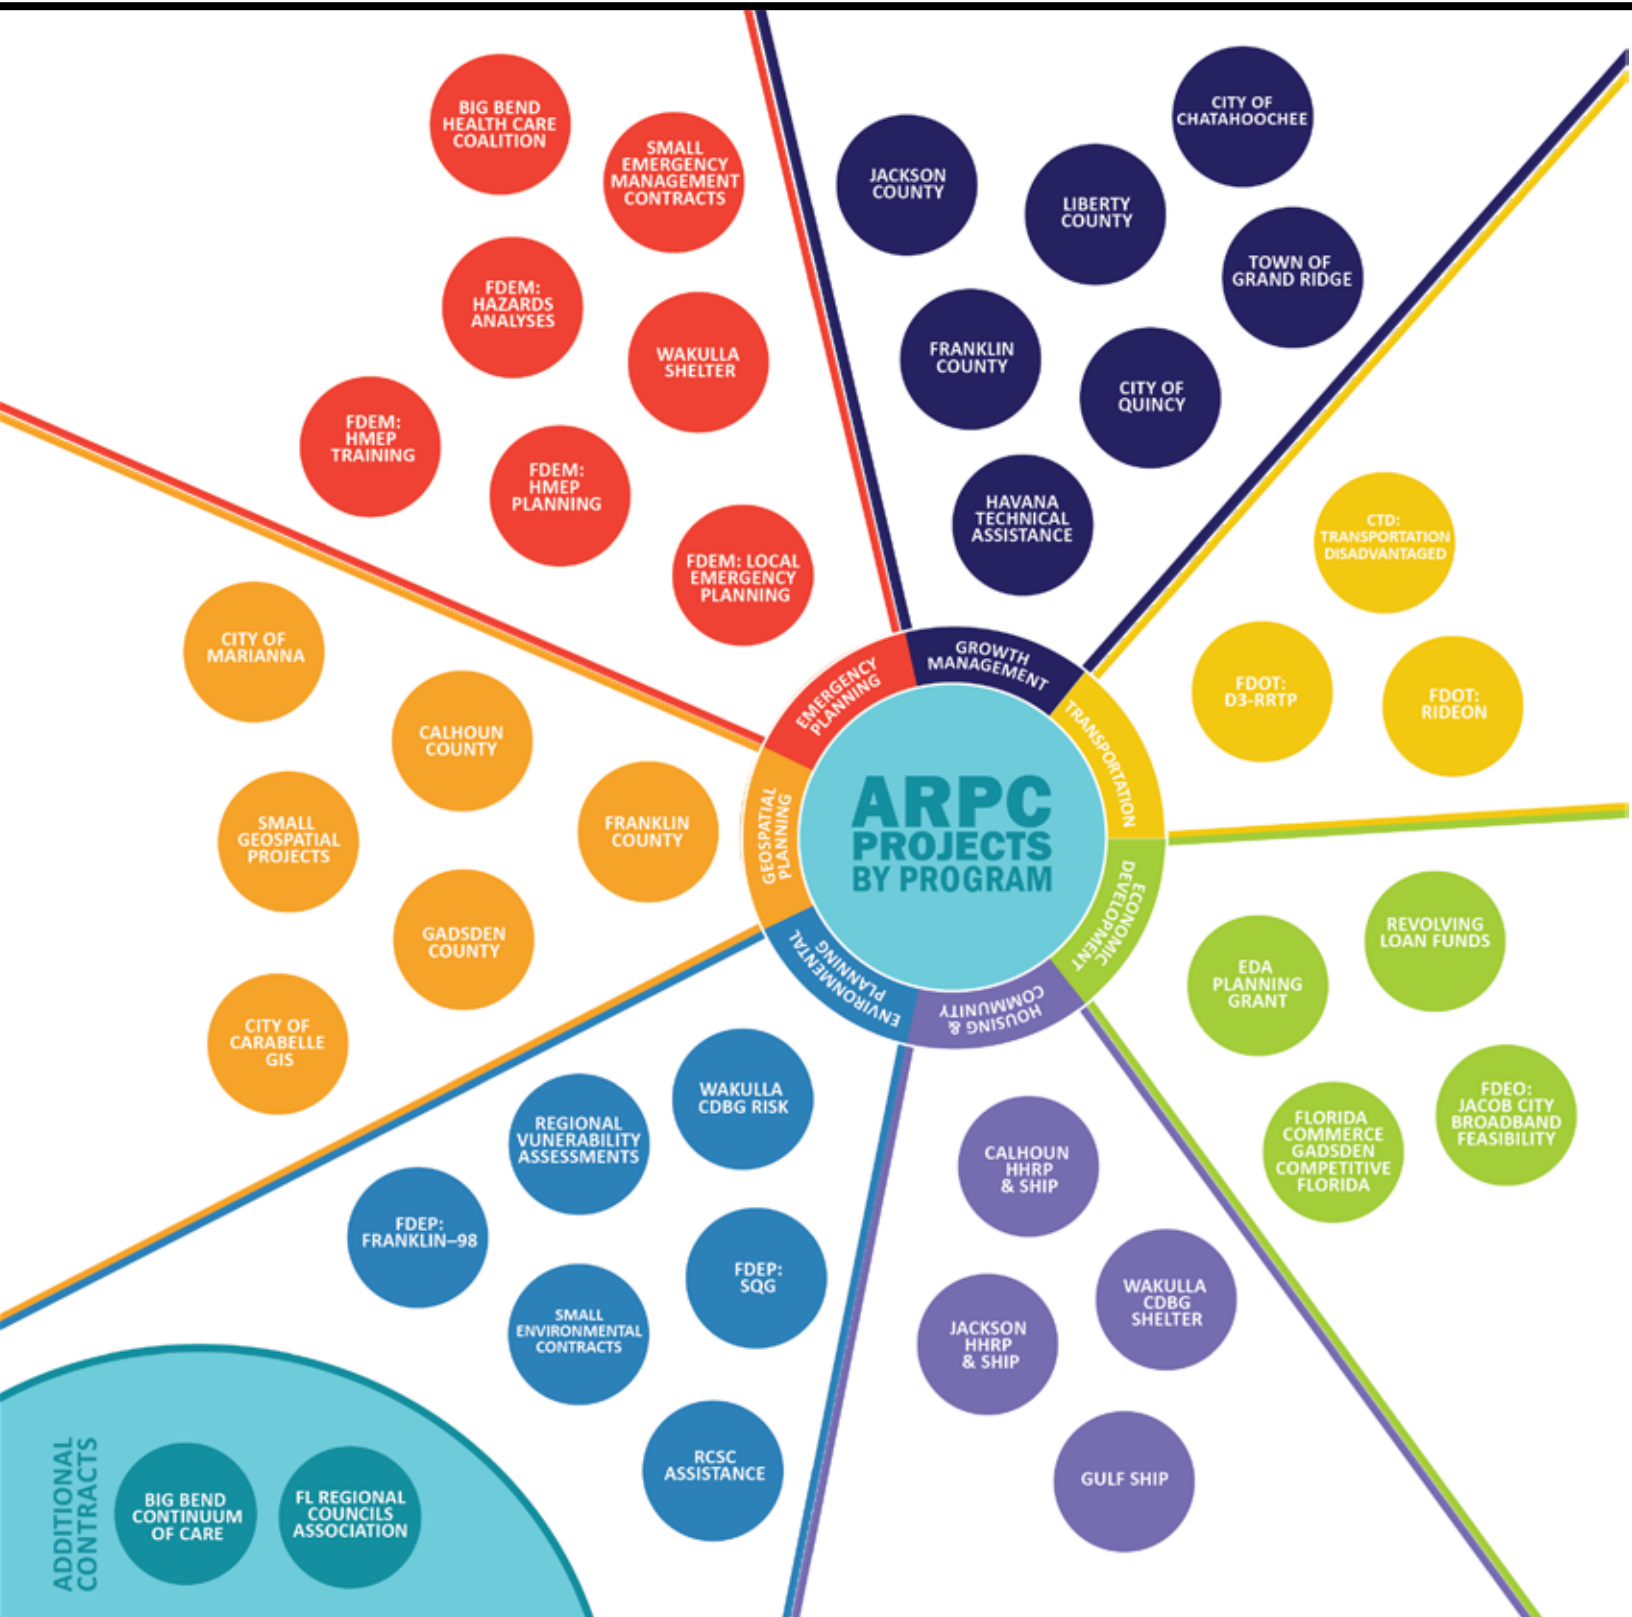 BIG BEND
HEALTH CARE
COALITION
SMALL
EMERGENCY
MANAGEMENT
CONTRACTS
FDEM:
HAZARDS
ANALYSES
WAKULLA
SHELTER
FDEM:
HMEP
TRAINING
FDEM:
HMEP
PLANNING
FDEM: LOCAL
EMERGENCY
PLANNING
JACKSON
COUNTY
LIBERTY
COUNTY
CITY OF
CHATAHOOCHEE
TOWN OF
GRAND RIDGE
FRANKLIN
COUNTY
CITY OF
QUINCY
HAVANA
TECHNICAL
ASSISTANCE
CTD:
TRANSPORTATION
DISADVANTAGED
FDOT:
D3-RRTP
FDOT:
RIDEON
CITY OF
MARIANNA
CALHOUN
COUNTY
SMALL
GEOSPATIAL
PROJECTS
FRANKLIN
COUNTY
GADSDEN
COUNTY
CITY OF
CARABELLE
GIS
EMERGENCY
PLANNING
GROWTH
MANAGEMENT
TRANSPORTATION
ECONOMIC
DEVELOPMENT
HOUSING &
COMMUNITY
ENVIRONMENTAL
PLANNING
GEOSPATIAL
PLANNING
ARPC
PROJECTS
BY PROGRAM
REVOLVING
LOAN FUNDS
EDA
PLANNING
GRANT
FLORIDA
COMMERCE
GADSDEN
COMPETITIVE
FLORIDA
FDEO:
JACOB CITY
BROADBAND
FEASIBILITY
WAKULLA
CDBG RISK
REGIONAL
VUNERABILITY
ASSESSMENTS
FDEP:
FRANKLIN–98
FDEP:
SQG
SMALL
ENVIRONMENTAL
CONTRACTS
RCSC
ASSISTANCE
CALHOUN
HHRP
& SHIP
WAKULLA
CDBG
SHELTER
JACKSON
HHRP
& SHIP
GULF SHIP
ADDITIONAL
CONTRACTS
BIG BEND
CONTINUUM
OF CARE
FL REGIONAL
COUNCILS
ASSOCIATION